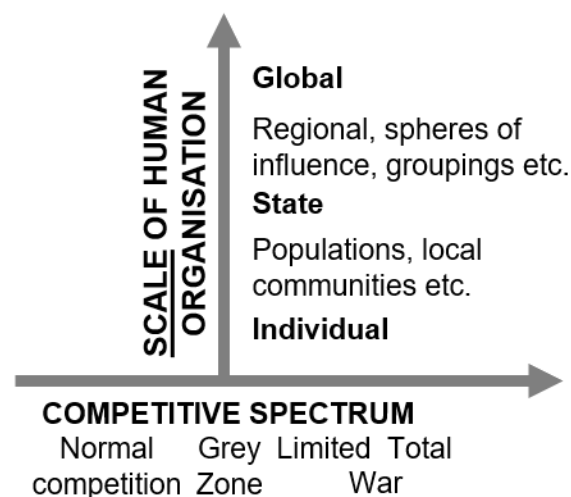 SCALE OF HUMAN
ORGANISATION
Global
Regional, spheres of
influence, groupings etc.
State
Populations, local
communities etc.
Individual
COMPETITIVE SPECTRUM
Normal Grey Limited Total
competition Zone War